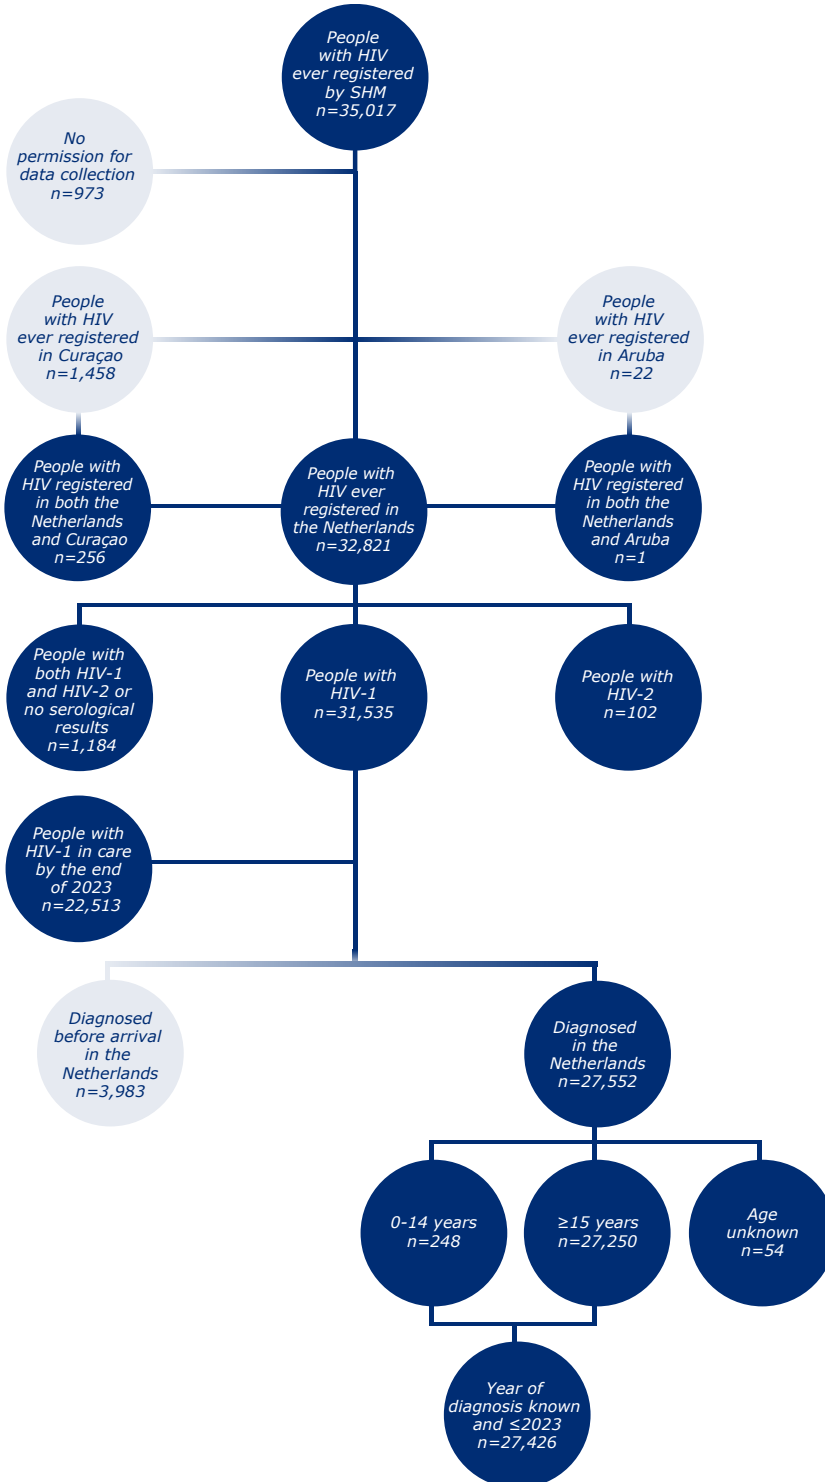 People
with HIV
ever registered
by SHM
n=35,017
No
permission for
data collection
n=973
People
with HIV
ever registered
in Curaçao
n=1,458
People
with HIV
ever registered
in Aruba
n=22
People with
HIV registered
in both the
Netherlands
and Curaçao
n=256
People with
HIV ever
registered in
the Netherlands
n=32,821
People with
HIV registered
in both the
Netherlands
and Aruba
n=1
People with
both HIV-1
and HIV-2 or
no serological
results
n=1,184
People with
HIV-1
n=31,535
People with
HIV-2
n=102
People with
HIV-1 in care
by the end
of 2023
n=22,513
Diagnosed
before arrival
in the
Netherlands
n=3,983
Diagnosed
in the
Netherlands
n=27,552
0-14 years
n=248
≥15 years
n=27,250
Age
unknown
n=54
Year of
diagnosis known
and ≤2023
n=27,426